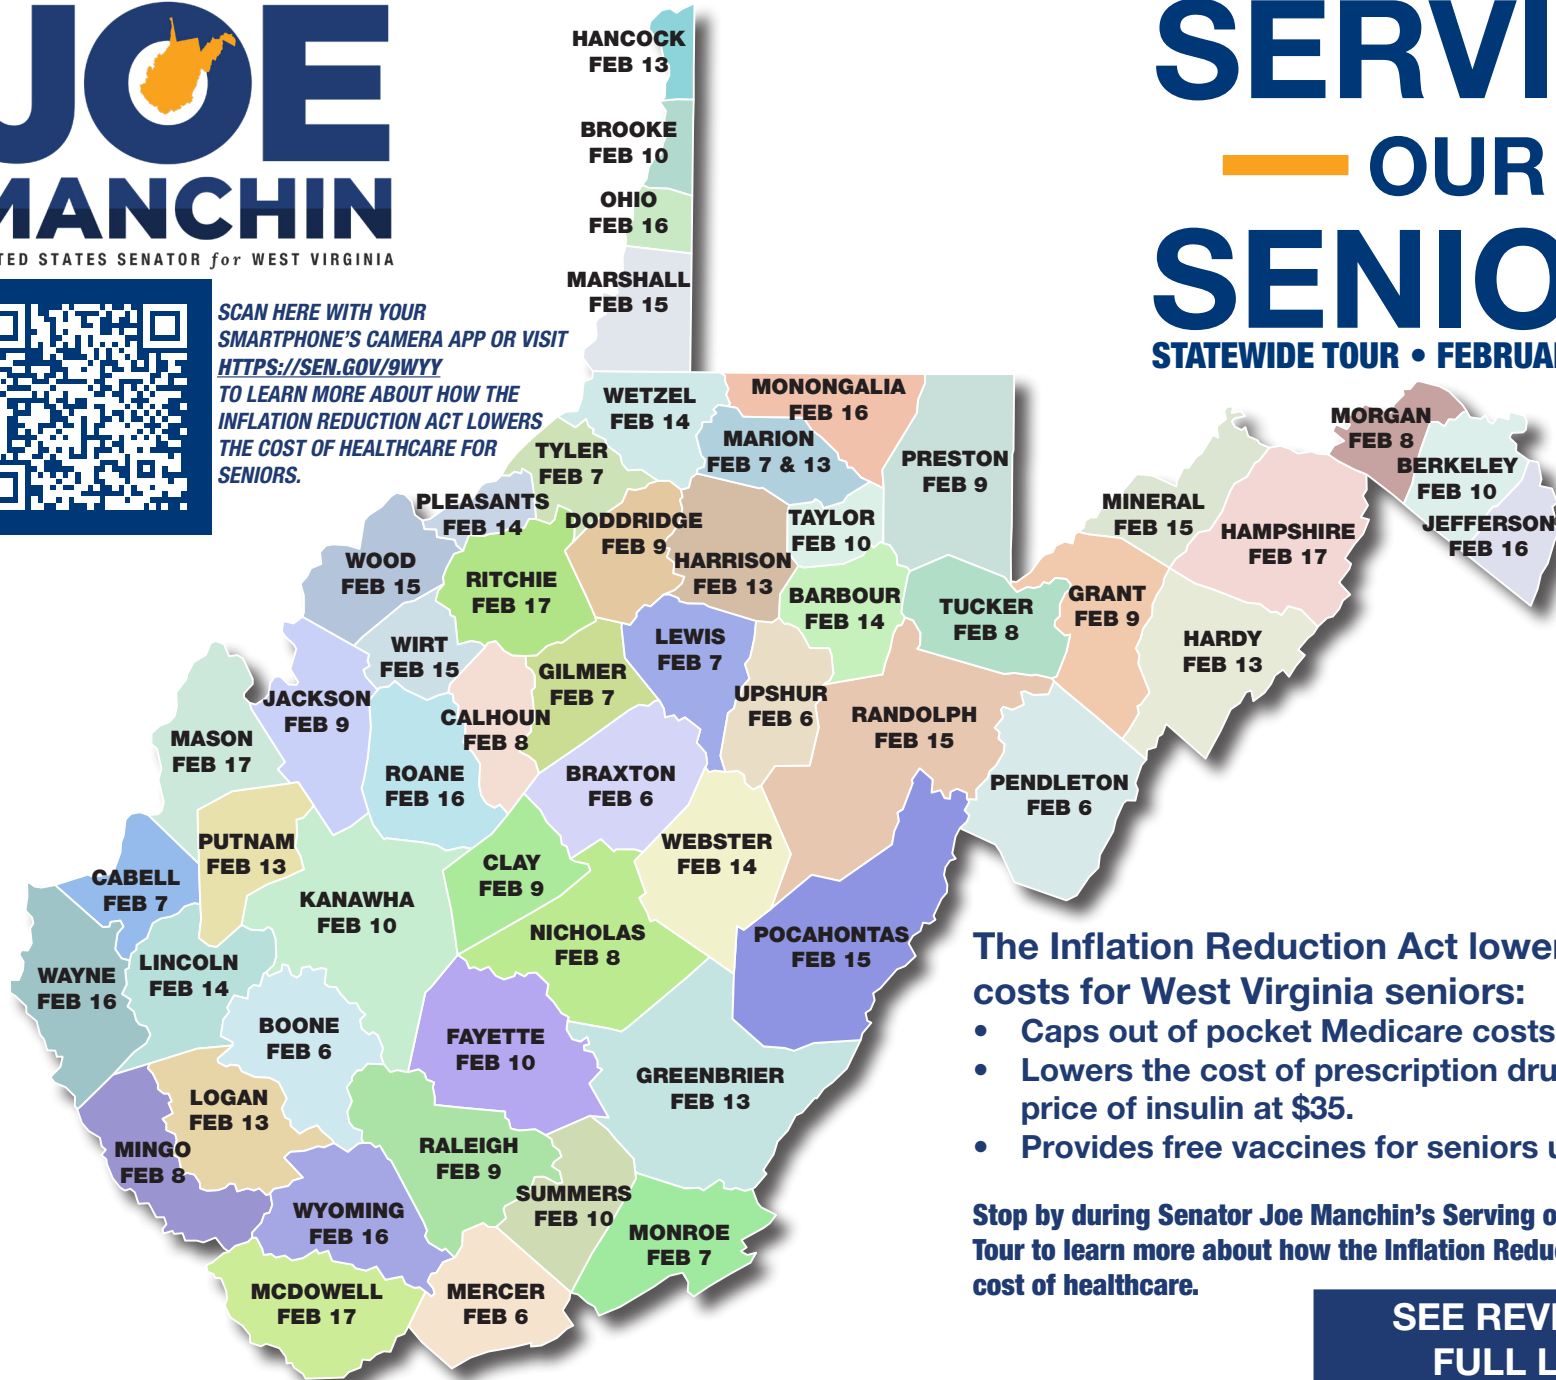 JOE
MANCHIN
TED STATES SENATOR for WEST VIRGINIA
SCAN HERE WITH YOUR
SMARTPHONE'S CAMERA APP OR VISIT
HTTPS://SEN.GOV/9WYY
TO LEARN MORE ABOUT HOW THE
INFLATION REDUCTION ACT LOWERS
THE COST OF HEALTHCARE FOR
SENIORS.
SERVI
OUR
SENIO
STATEWIDE TOUR • FEBRUA
HANCOCK
FEB 13
BROOKE
FEB 10
OHIO
FEB 16
MARSHALL
FEB 15
WETZEL
FEB 14
MONONGALIA
FEB 16
MARION
FEB 7 & 13
TYLER
FEB 7
PRESTON
FEB 9
MORGAN
FEB 8
BERKELEY
FEB 10
JEFFERSON
FEB 16
MINERAL
FEB 15
HAMPSHIRE
FEB 17
PLEASANTS
FEB 14
DODDRIDGE
FEB 9
TAYLOR
FEB 10
HARRISON
FEB 13
WOOD
FEB 15
RITCHIE
FEB 17
BARBOUR
FEB 14
TUCKER
FEB 8
GRANT
FEB 9
HARDY
FEB 13
WIRT
FEB 15
LEWIS
FEB 7
GILMER
FEB 7
JACKSON
FEB 9
CALHOUN
FEB 8
UPSHUR
FEB 6
RANDOLPH
FEB 15
MASON
FEB 17
ROANE
FEB 16
BRAXTON
FEB 6
PENDLETON
FEB 6
PUTNAM
FEB 13
CLAY
FEB 9
WEBSTER
FEB 14
CABELL
FEB 7
KANAWHA
FEB 10
NICHOLAS
FEB 8
POCAHONTAS
FEB 15
WAYNE
FEB 16
LINCOLN
FEB 14
BOONE
FEB 6
FAYETTE
FEB 10
GREENBRIER
FEB 13
LOGAN
FEB 13
MINGO
FEB 8
RALEIGH
FEB 9
SUMMERS
FEB 10
WYOMING
FEB 16
MONROE
FEB 7
MCDOWELL
FEB 17
MERCER
FEB 6
The Inflation Reduction Act lower
costs for West Virginia seniors:
• Caps out of pocket Medicare costs
• Lowers the cost of prescription dru
price of insulin at $35.
• Provides free vaccines for seniors u
Stop by during Senator Joe Manchin's Serving o
Tour to learn more about how the Inflation Redu
cost of healthcare.
SEE REV
FULL L